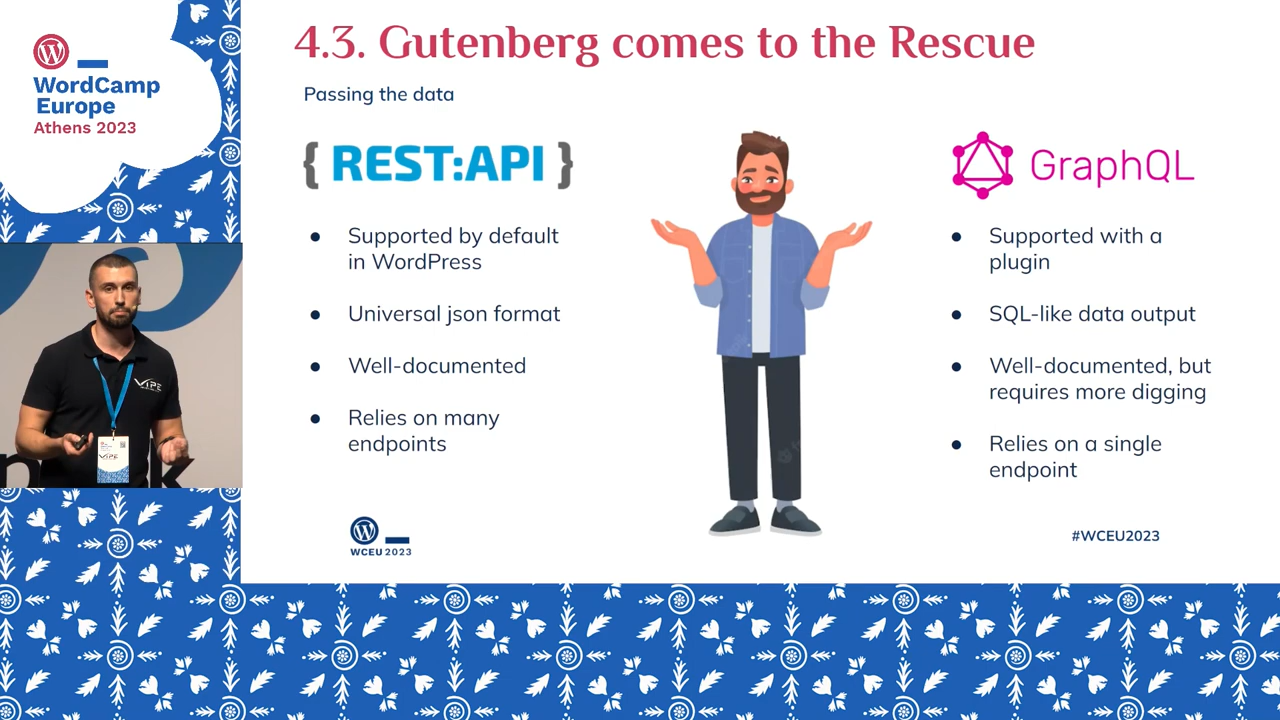 WordCamp
Europe
Athens 2023
4.3. Gutenberg comes to the Rescue
Passing the data
{ REST:API }
● Supported by default
in WordPress
● Universal json format
● Well-documented
● Relies on many
endpoints
GraphQL
● Supported with a
plugin
● SQL-like data output
● Well-documented, but
requires more digging
● Relies on a single
endpoint
WCEU 2023
#WCEU2023
VIPE
VIPE